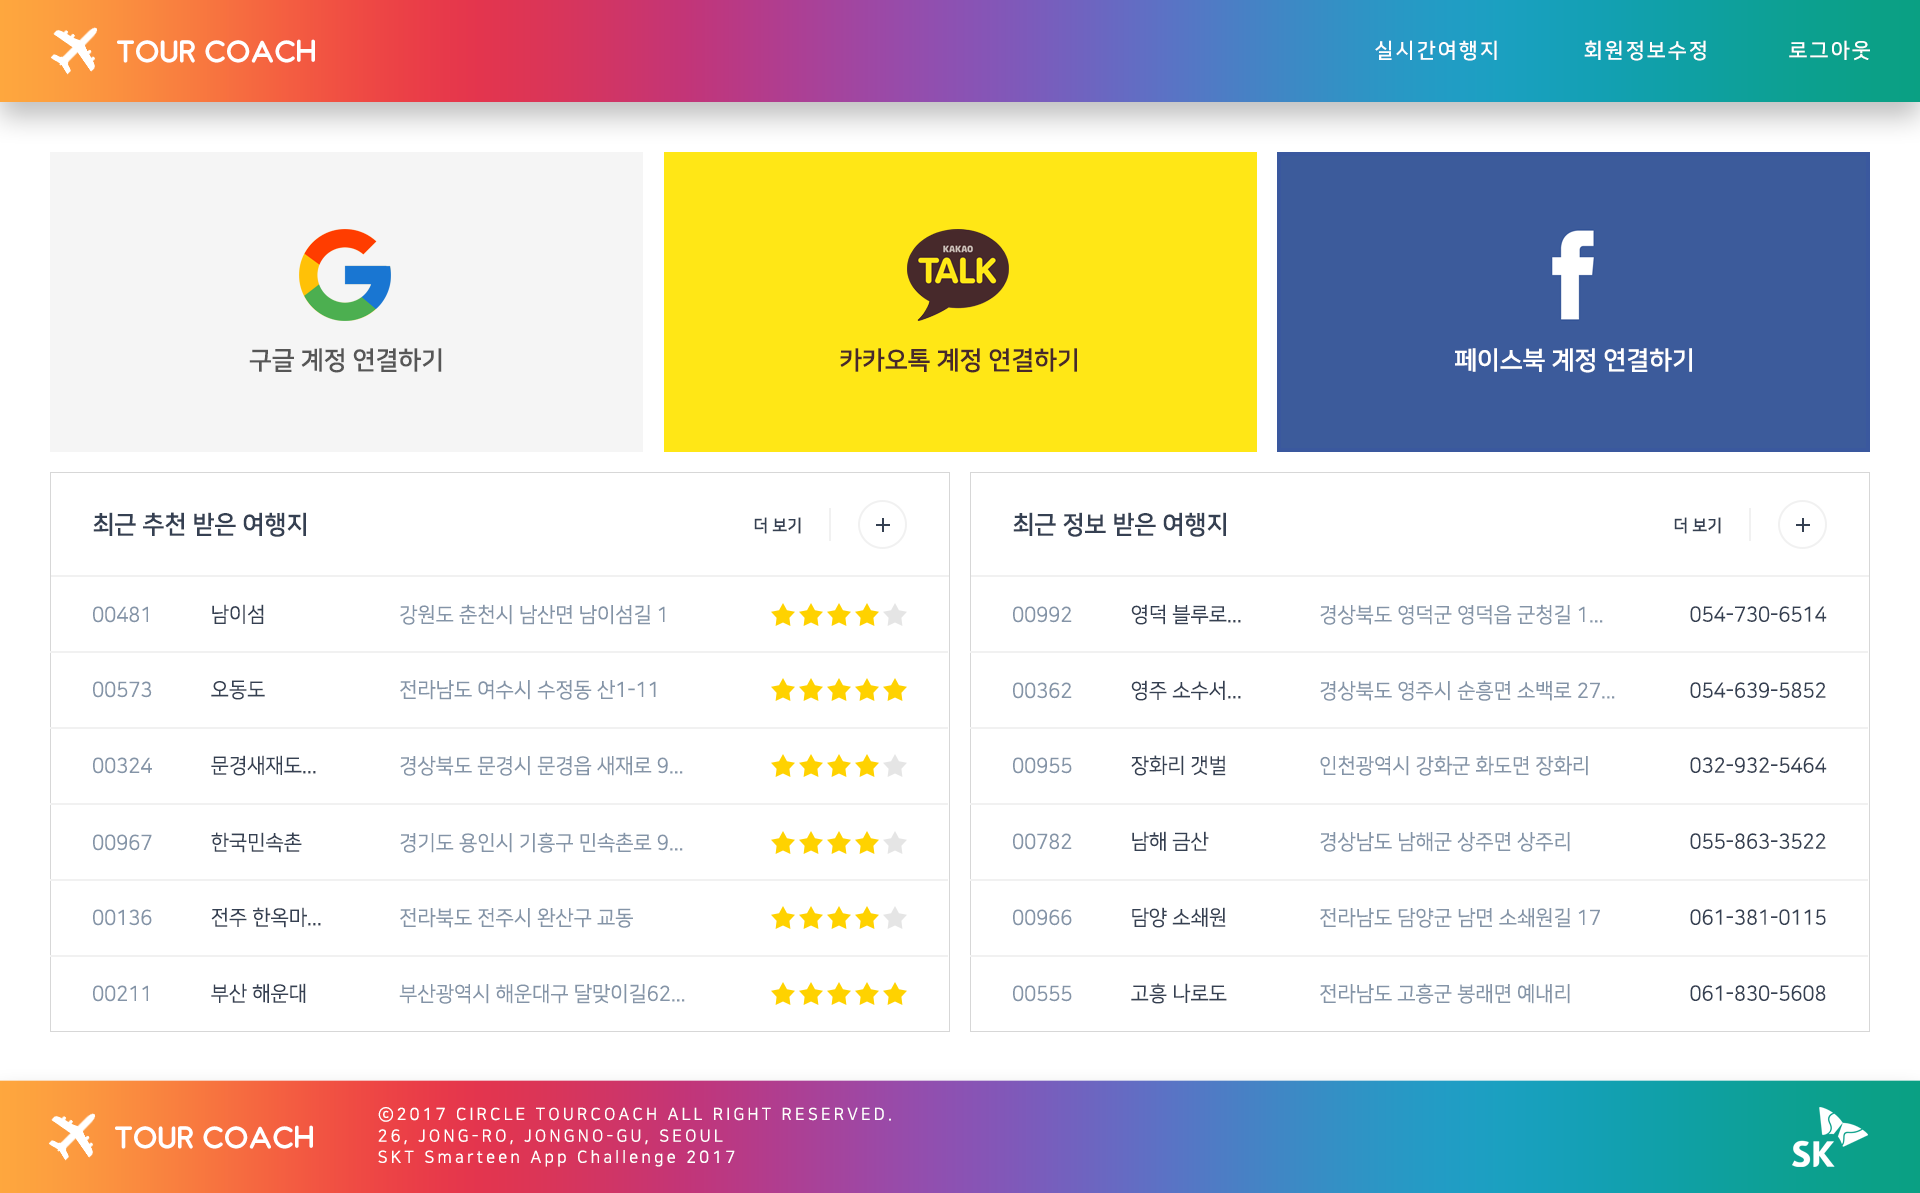 TOUR COACH
실시간여행지
회원정보수정
로그아웃
KAKAO
TALK
구글 계정 연결하기
카카오톡 계정 연결하기
페이스북 계정 연결하기
최근 추천 받은 여행지
더 보기
00481 남이섬 강원도 춘천시 남산면 남이섬길 1
00573 오동도 전라남도 여수시 수정동 산1-11
00324 문경새재도... 경상북도 문경시 문경읍 새재로 9...
00967 한국민속촌 경기도 용인시 기흥구 민속촌로 9...
00136 전주 한옥마... 전라북도 전주시 완산구 교동
00211 부산 해운대 부산광역시 해운대구 달맞이길62...
최근 정보 받은 여행지
더 보기
00992 영덕 블루로... 경상북도 영덕군 영덕읍 군청길 1... 054-730-6514
00362 영주 소수서... 경상북도 영주시 순흥면 소백로 27... 054-639-5852
00955 장화리 갯벌 인천광역시 강화군 화도면 장화리 032-932-5464
00782 남해 금산 경상남도 남해군 상주면 상주리 055-863-3522
00966 담양 소쇄원 전라남도 담양군 남면 소쇄원길 17 061-381-0115
00555 고흥 나로도 전라남도 고흥군 봉래면 예내리 061-830-5608
TOUR COACH
©2017 CIRCLE TOURCOACH ALL RIGHT RESERVED.
26, JONG-RO, JONGNO-GU, SEOUL
SKT Smarteen App Challenge 2017
SK